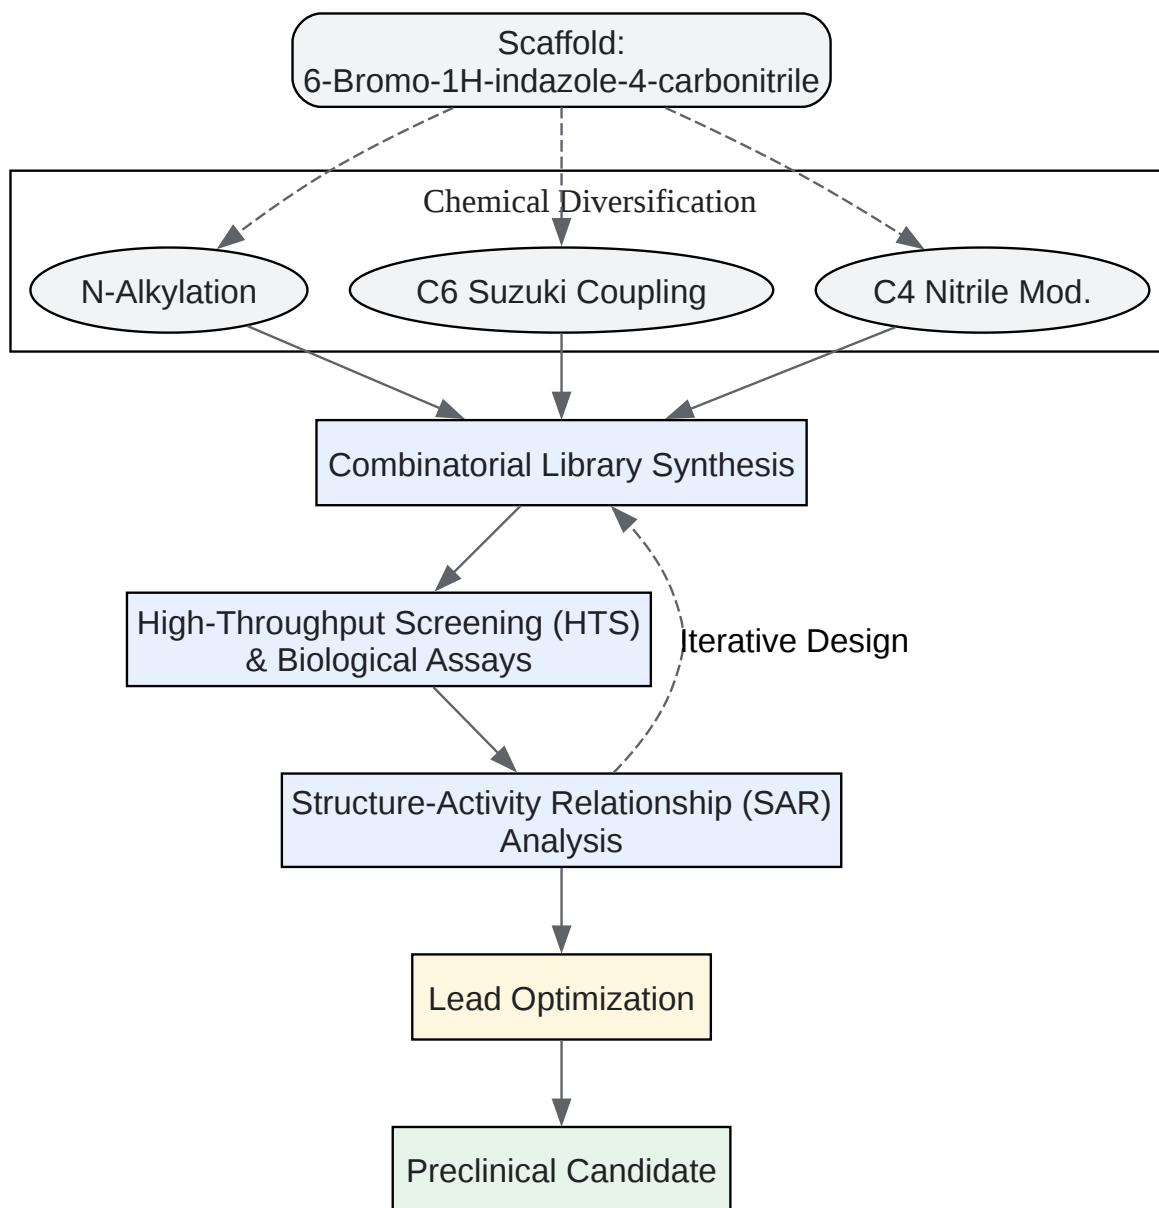 Scaffold:
6-Bromo-1H-indazole-4-carbonitrile
Chemical Diversification
N-Alkylation
C6 Suzuki Coupling
C4 Nitrile Mod.
Combinatorial Library Synthesis
High-Throughput Screening (HTS)
& Biological Assays
Iterative Design
Structure-Activity Relationship (SAR)
Analysis
Lead Optimization
Preclinical Candidate